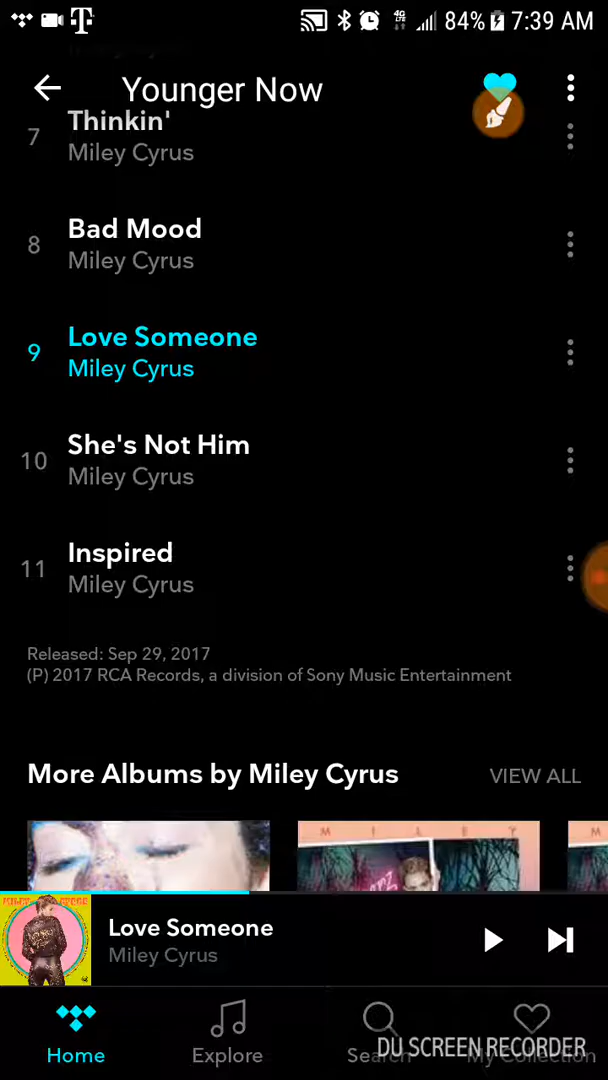 84% 7:39 AM
Younger Now
7 Thinkin'
Miley Cyrus
8 Bad Mood
Miley Cyrus
9 Love Someone
Miley Cyrus
10 She's Not Him
Miley Cyrus
11 Inspired
Miley Cyrus
Released: Sep 29, 2017
(P) 2017 RCA Records, a division of Sony Music Entertainment
More Albums by Miley Cyrus VIEW ALL
M I L E Y
M
Love Someone
Miley Cyrus
Home Explore Search My Collection
DU SCREEN RECORDER